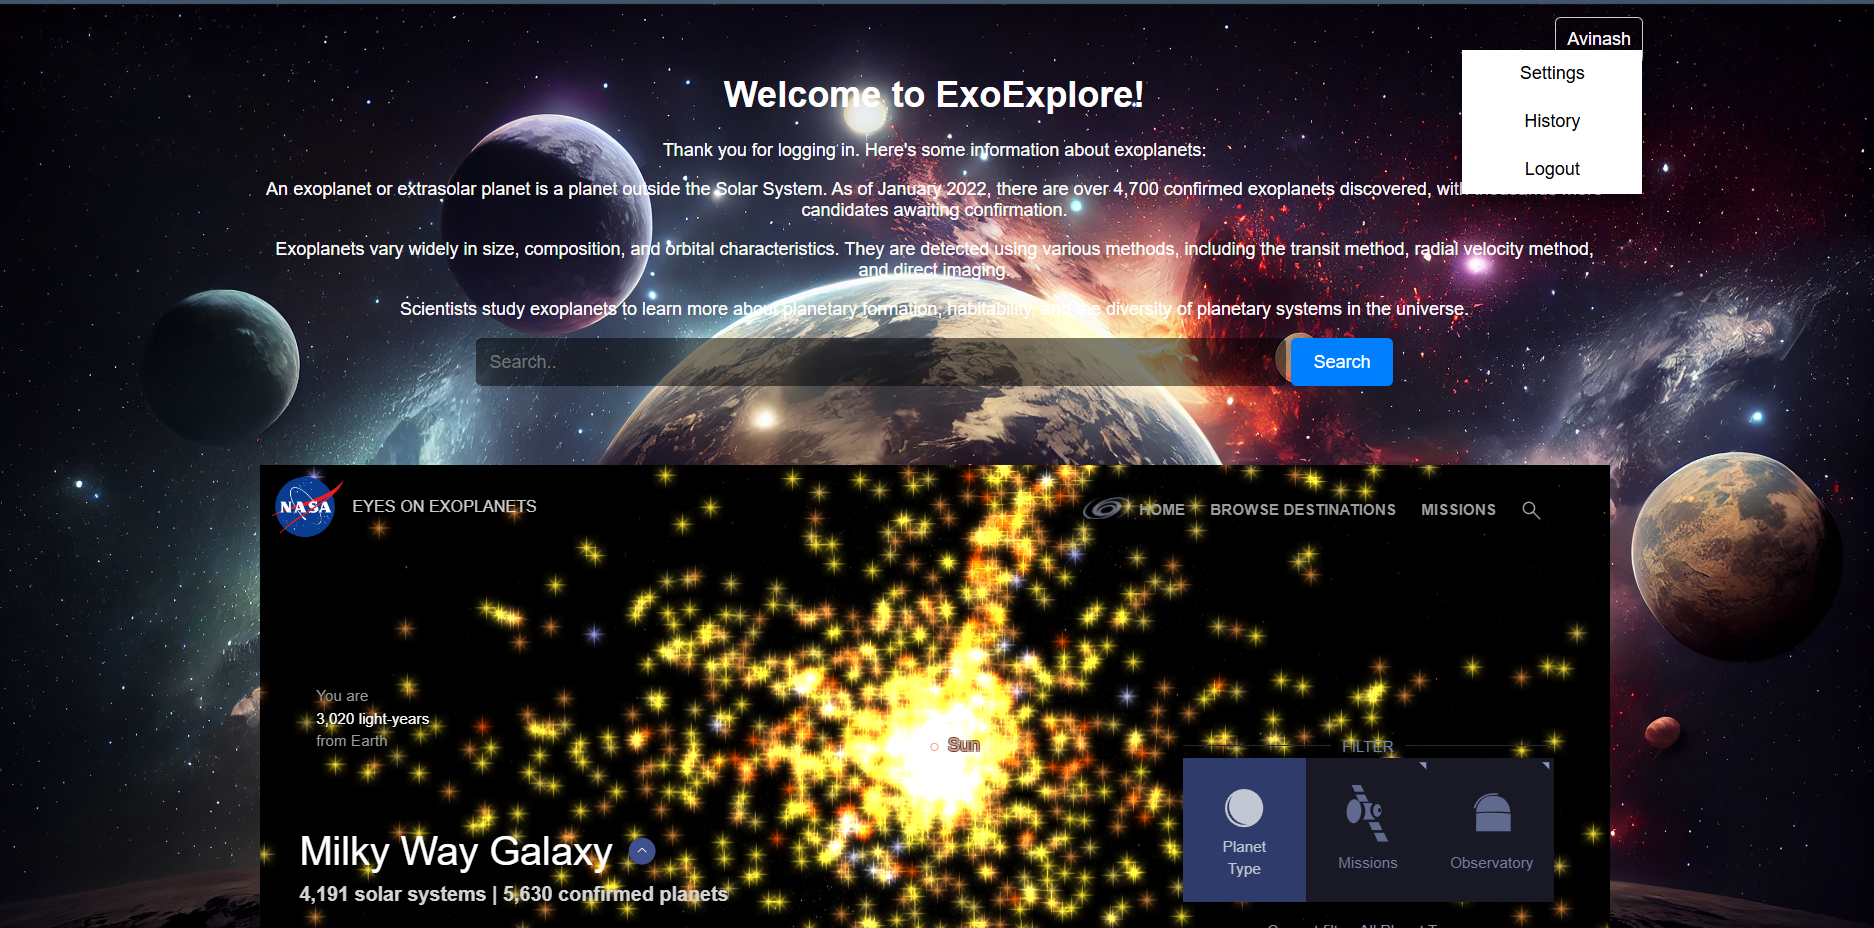 Avinash
Settings
History
Logout
Welcome to ExoExplore!
Thank you for logging in. Here's some information about exoplanets:
An exoplanet or extrasolar planet is a planet outside the Solar System. As of January 2022, there are over 4,700 confirmed exoplanets discovered, with
candidates awaiting confirmation.
Exoplanets vary widely in size, composition, and orbital characteristics. They are detected using various methods, including the transit method, radial velocity method,
and direct imaging.
Scientists study exoplanets to learn more about planetary formation, habitability, and the diversity of planetary systems in the universe.
Search..
Search
NASA
EYES ON EXOPLANETS
HOME
BROWSE DESTINATIONS
MISSIONS
You are
3,020 light-years
from Earth
Sun
FILTER
Planet
Type
Missions
Observatory
Milky Way Galaxy
4,191 solar systems | 5,630 confirmed planets